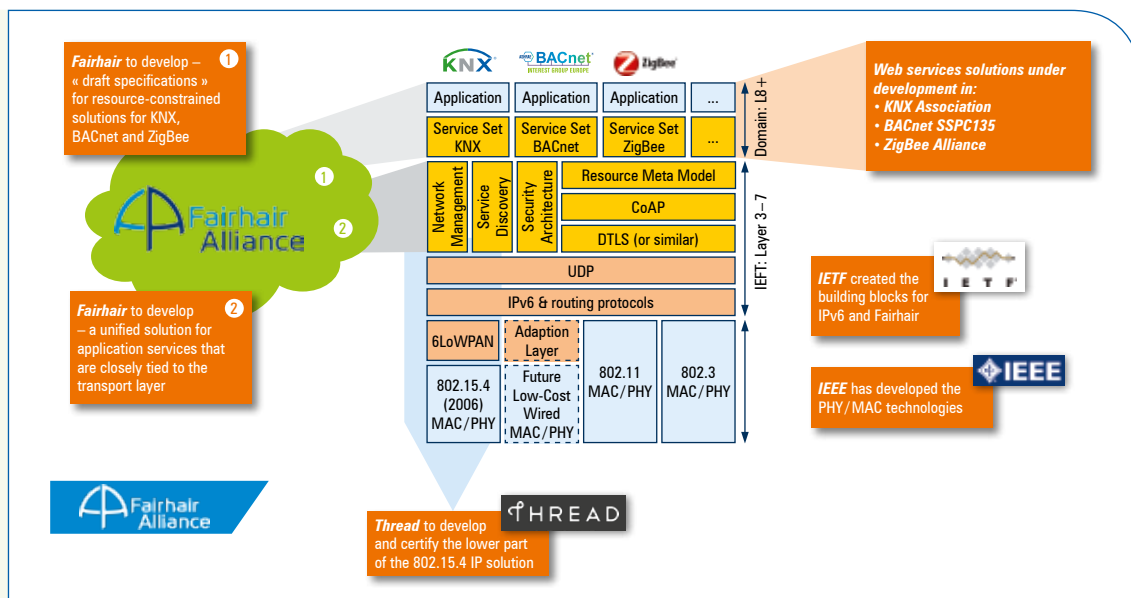 Fairhair to develop – 1
« draft specifications »
for resource-constrained
solutions for KNX,
BACnet and ZigBee
1
Fairhair
Alliance
2
Fairhair to develop 2
– a unified solution for
application services that
are closely tied to the
transport layer
Fairhair
Alliance
KNX®
ASHRAE BACnet®
INTEREST GROUP EUROPE
ZigBee®
Application
Application
Application
...
Service Set
KNX
Service Set
BACnet
Service Set
ZigBee
...
Domain: L8+
Network
Management
Service
Discovery
Security
Architecture
Resource Meta Model
CoAP
DTLS (or similar)
UDP
IPv6 & routing protocols
IEFT: Layer 3–7
6LoWPAN
Adaption
Layer
802.15.4
(2006)
MAC/PHY
Future
Low-Cost
Wired
MAC/PHY
802.11
MAC/PHY
802.3
MAC/PHY
THREAD
Thread to develop
and certify the lower part
of the 802.15.4 IP solution
Web services solutions under
development in:
• KNX Association
• BACnet SSPC135
• ZigBee Alliance
I E T F®
IETF created the
building blocks for
IPv6 and Fairhair
IEEE
IEEE has developed the
PHY/MAC technologies